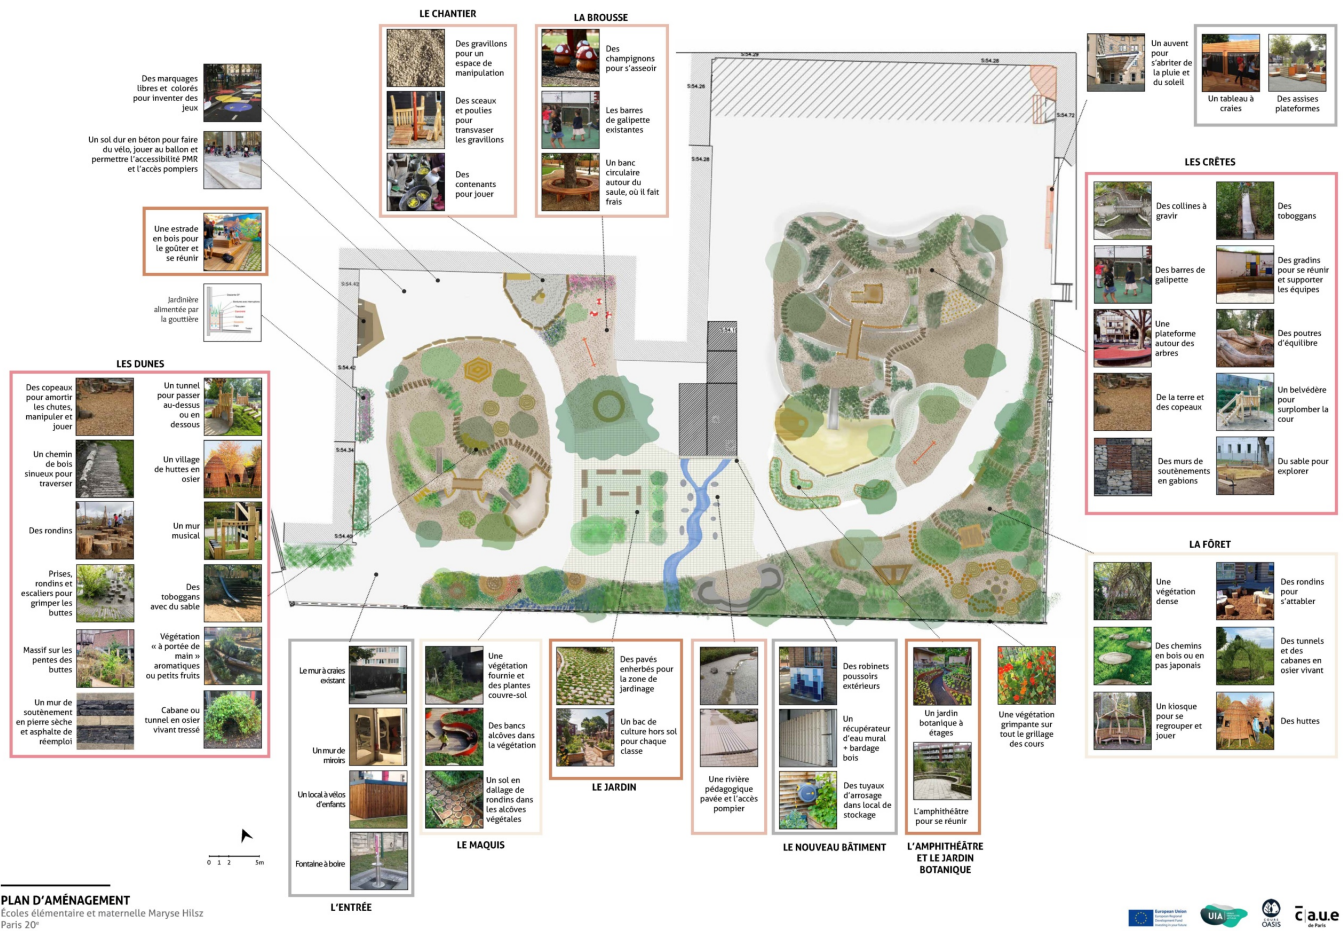 LE CHANTIER
Des gravillons
pour un
espace de
manipulation
Des sceaux
et poulies
pour
transvaser
les gravillons
Des
contenants
pour jouer
LA BROUSSE
Des
champignons
pour s'asseoir
Les barres
de galipette
existantes
Un banc
circulaire
autour du
saule, où il fait
frais
Un auvent
pour
s'abriter de
la pluie et
du soleil
Un tableau à
craies
Des assises
plateformes
Des marquages
libres et colorés
pour inventer des
jeux
Un sol dur en béton pour faire
du vélo, jouer au ballon et
permettre l'accessibilité PMR
et l'accès pompiers
Une estrade
en bois pour
le goûter et
se réunir
Jardinière
alimentée par
la gouttière
LES DUNES
Des copeaux
pour amortir
les chutes,
manipuler et
jouer
Un tunnel
pour passer
au-dessus
ou en
dessous
Un chemin
de bois
sinueux pour
traverser
Un village
de huttes en
osier
Des rondins
Un mur
musical
Prises,
rondins et
escaliers pour
grimper les
buttes
Des
toboggans
avec du sable
Massif sur les
pentes des
buttes
Végétation
« à portée de
main »
aromatiques
ou petits fruits
Un mur de
soutènement
en pierre sèche
et asphalte de
réemploi
Cabane ou
tunnel en osier
vivant tressé
LES CRÊTES
Des collines à
gravir
Des
toboggans
Des barres de
galipette
Des gradins
pour se réunir
et supporter
les équipes
Une
plateforme
autour des
arbres
Des poutres
d'équilibre
De la terre et
des copeaux
Un belvédère
pour
surplomber la
cour
Des murs de
soutènements
en gabions
Du sable pour
explorer
LA FÔRET
Une
végétation
dense
Des rondins
pour
s'attabler
Des chemins
en bois ou en
pas japonais
Des tunnels
et des
cabanes en
osier vivant
Un kiosque
pour se
regrouper et
jouer
Des huttes
S:54.28
S:54.28
S:54.28
S:54.28
S:54.72
S:54.42
S:54.42
S:54.34
Le mur à craies
existant
Un mur de
miroirs
Un local à vélos
d'enfants
Fontaine à boire
L'ENTRÉE
Une
végétation
fournie et
des plantes
couvre-sol
Des bancs
alcôves dans
la végétation
Un sol en
dallage de
rondins dans
les alcôves
végétales
LE MAQUIS
Des pavés
enherbés pour
la zone de
jardinage
Un bac de
culture hors sol
pour chaque
classe
LE JARDIN
Une rivière
pédagogique
pavée et l'accès
pompier
Des robinets
poussoirs
extérieurs
Un
récupérateur
d'eau mural
+ bardage
bois
Des tuyaux
d'arrosage
dans local de
stockage
LE NOUVEAU BÂTIMENT
Un jardin
botanique à
étages
L'amphithéâtre
pour se réunir
L'AMPHITHÉÂTRE
ET LE JARDIN
BOTANIQUE
Une végétation
grimpante sur
tout le grillage
des cours
0 1 2 5m
PLAN D'AMÉNAGEMENT
Écoles élémentaire et maternelle Maryse Hilsz
Paris 20e
European Union
UIA
COURS
OASIS
c|a.u.e
de Paris